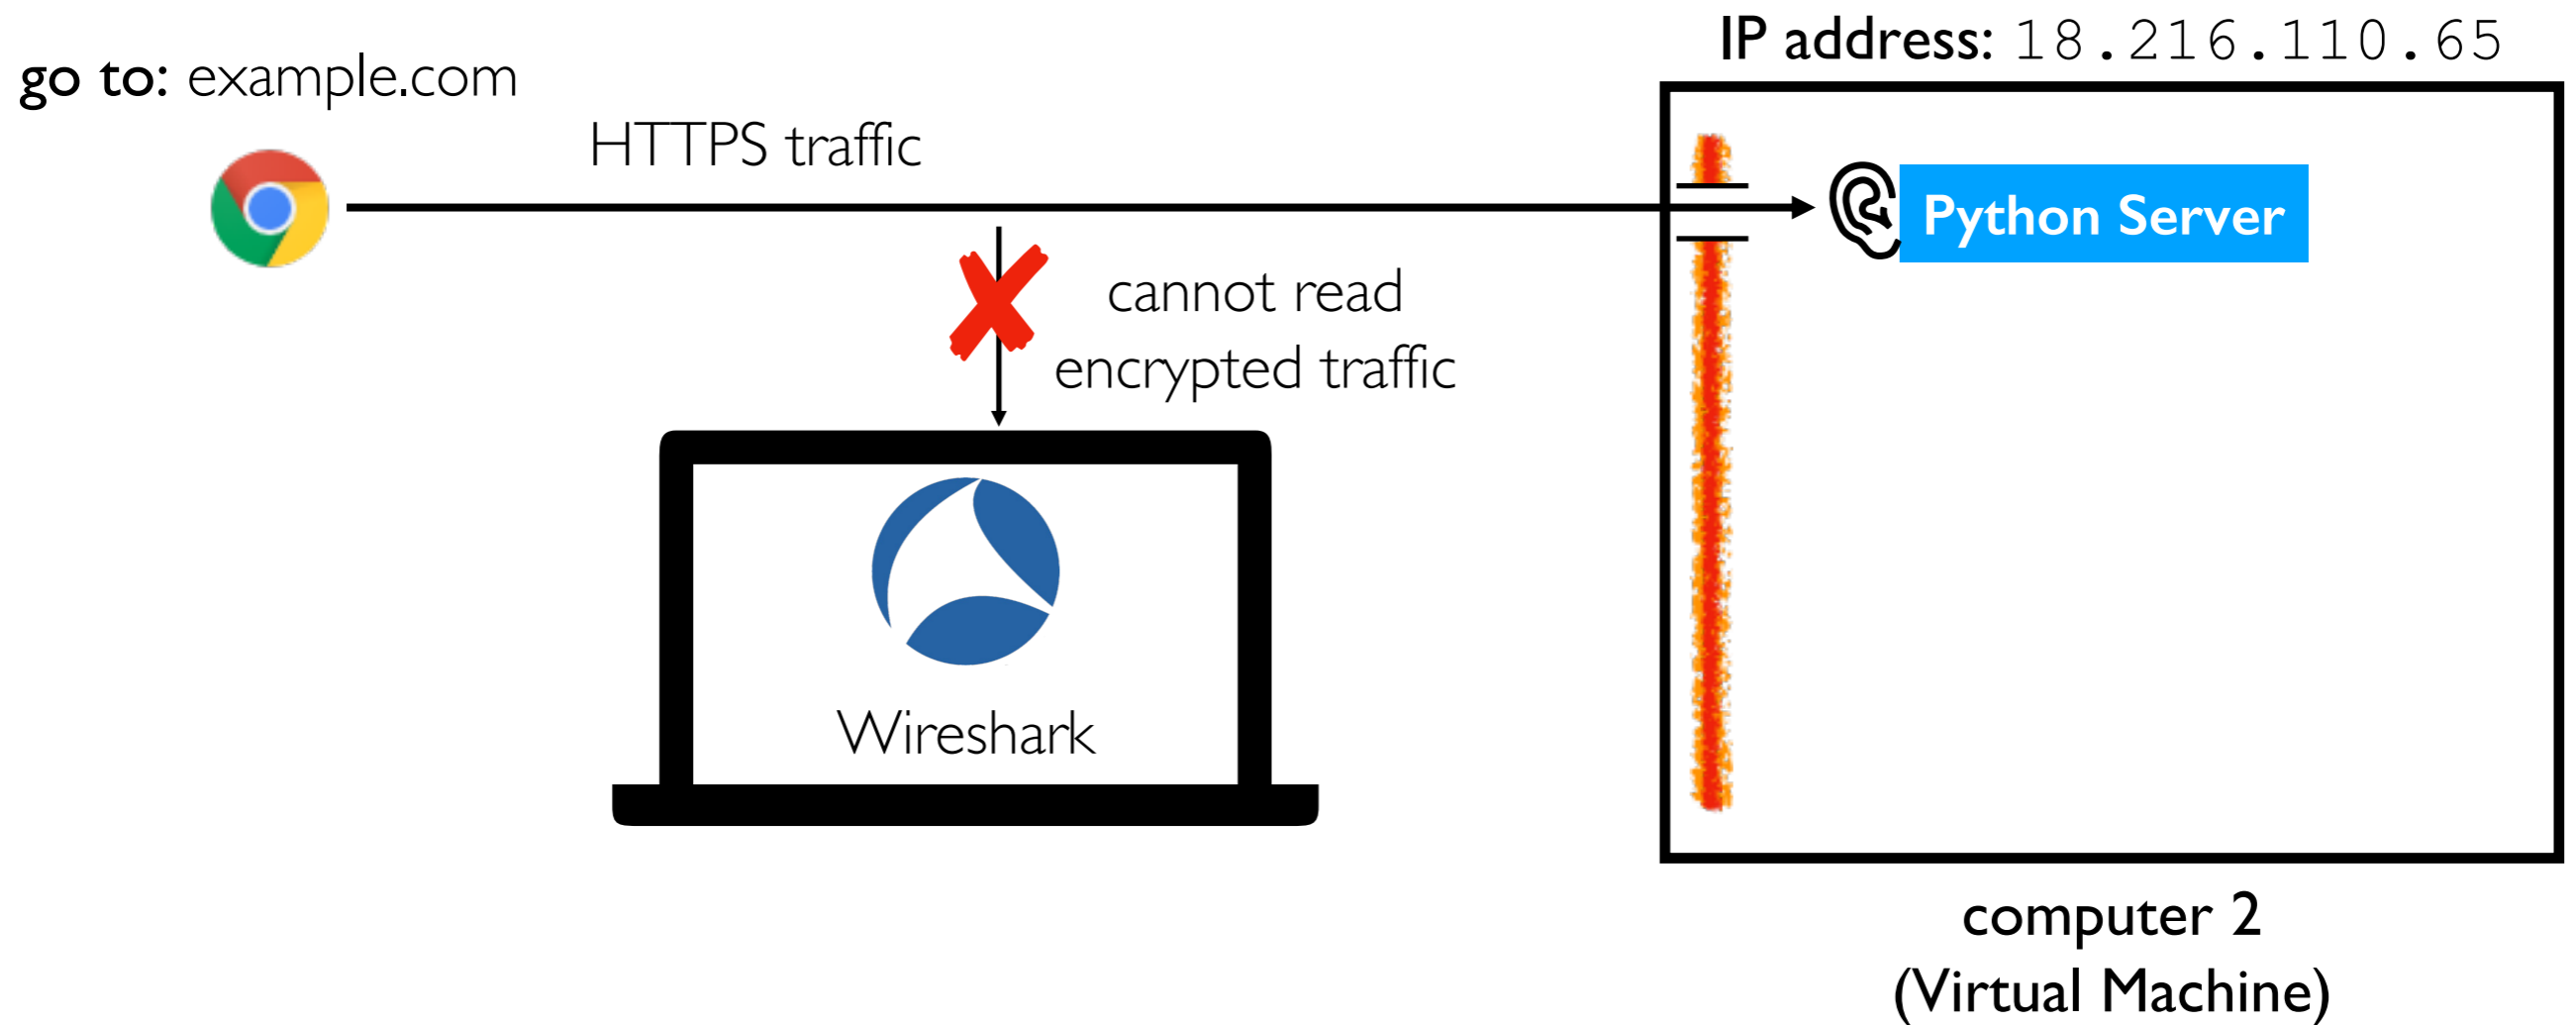 IP address: 18.216.110.65
go to: example.com
HTTPS traffic
Python Server
cannot read
encrypted traffic
Wireshark
computer 2
(Virtual Machine)